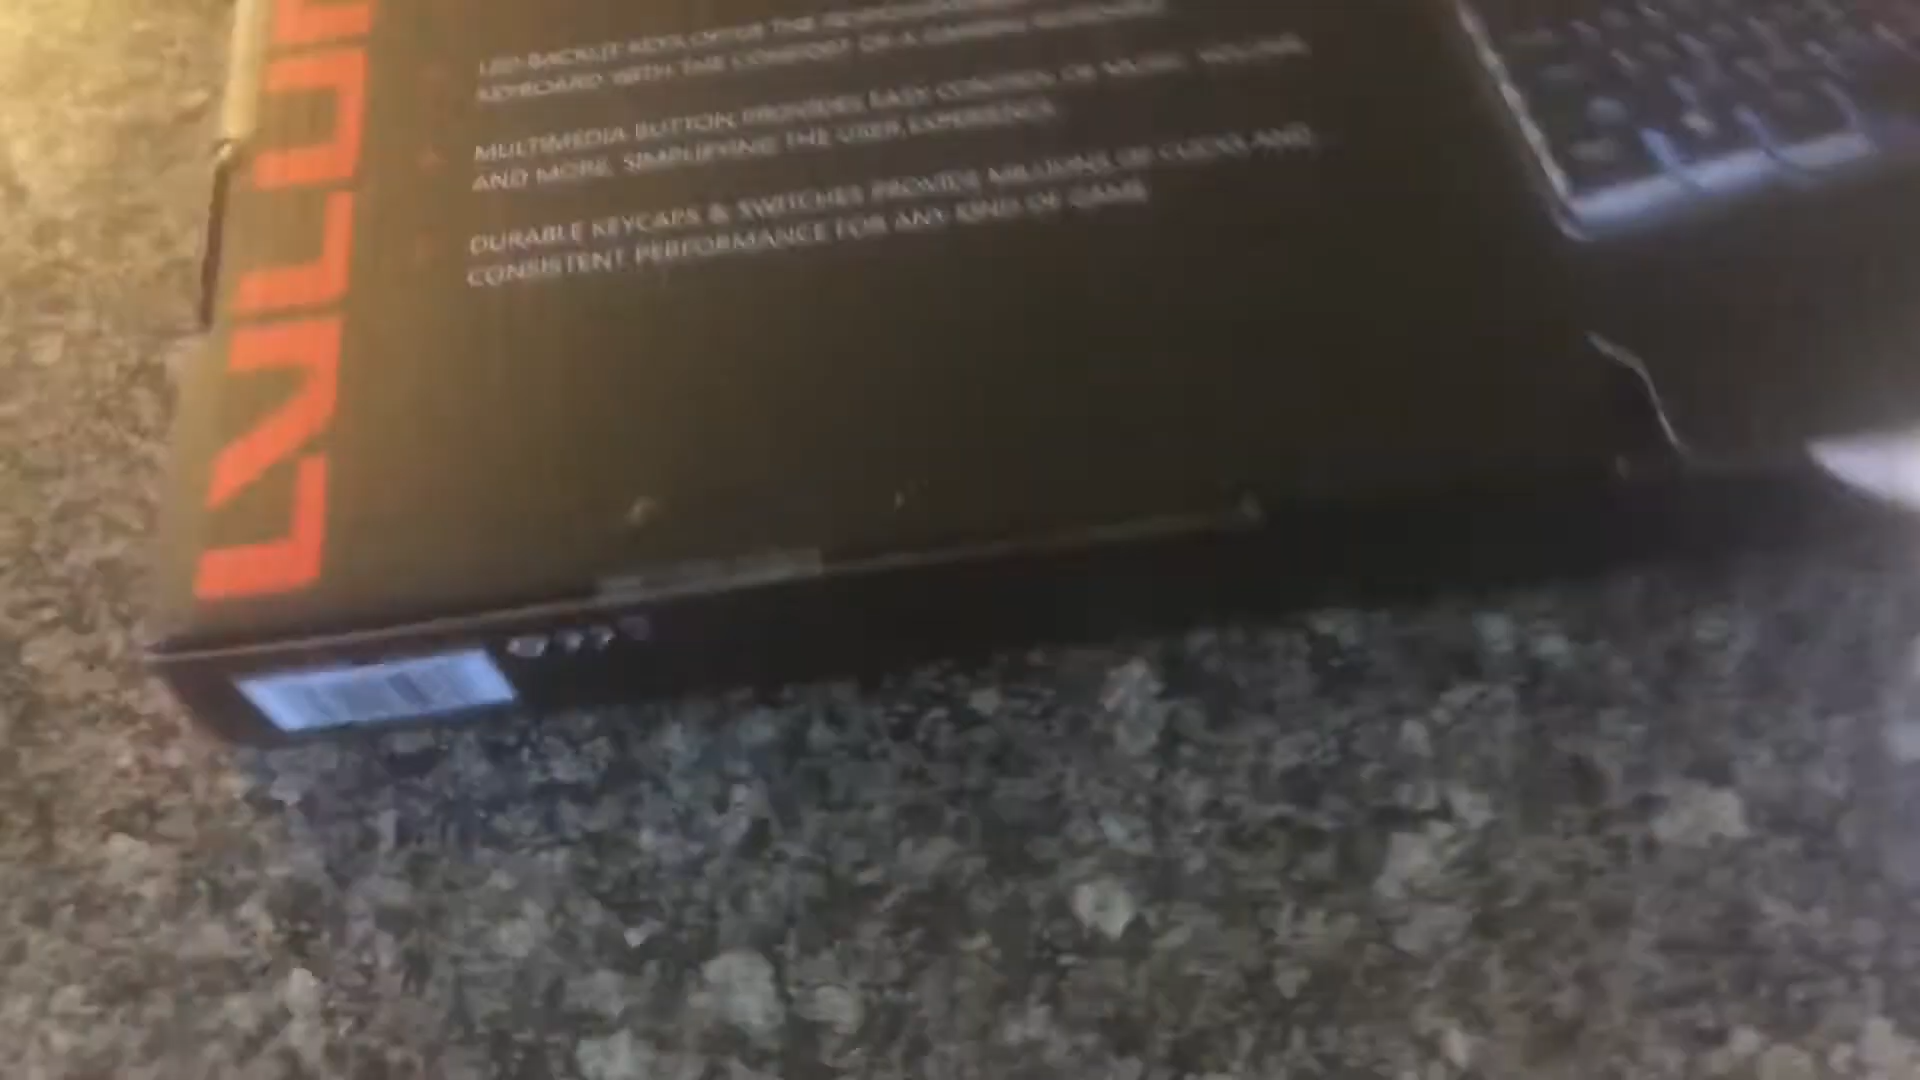 LED BACKLIT KEYS OFFER THE
KEYBOARD WITH THE COMFORT OF A GAMING KEYBOARD
MULTIMEDIA BUTTON PROVIDES EASY CONTROL OF MUSIC, VOLUME,
AND MORE, SIMPLIFYING THE USER EXPERIENCE
DURABLE KEYCAPS & SWITCHES PROVIDE MILLIONS OF CLICKS AND
CONSISTENT PERFORMANCE FOR ANY KIND OF GAME